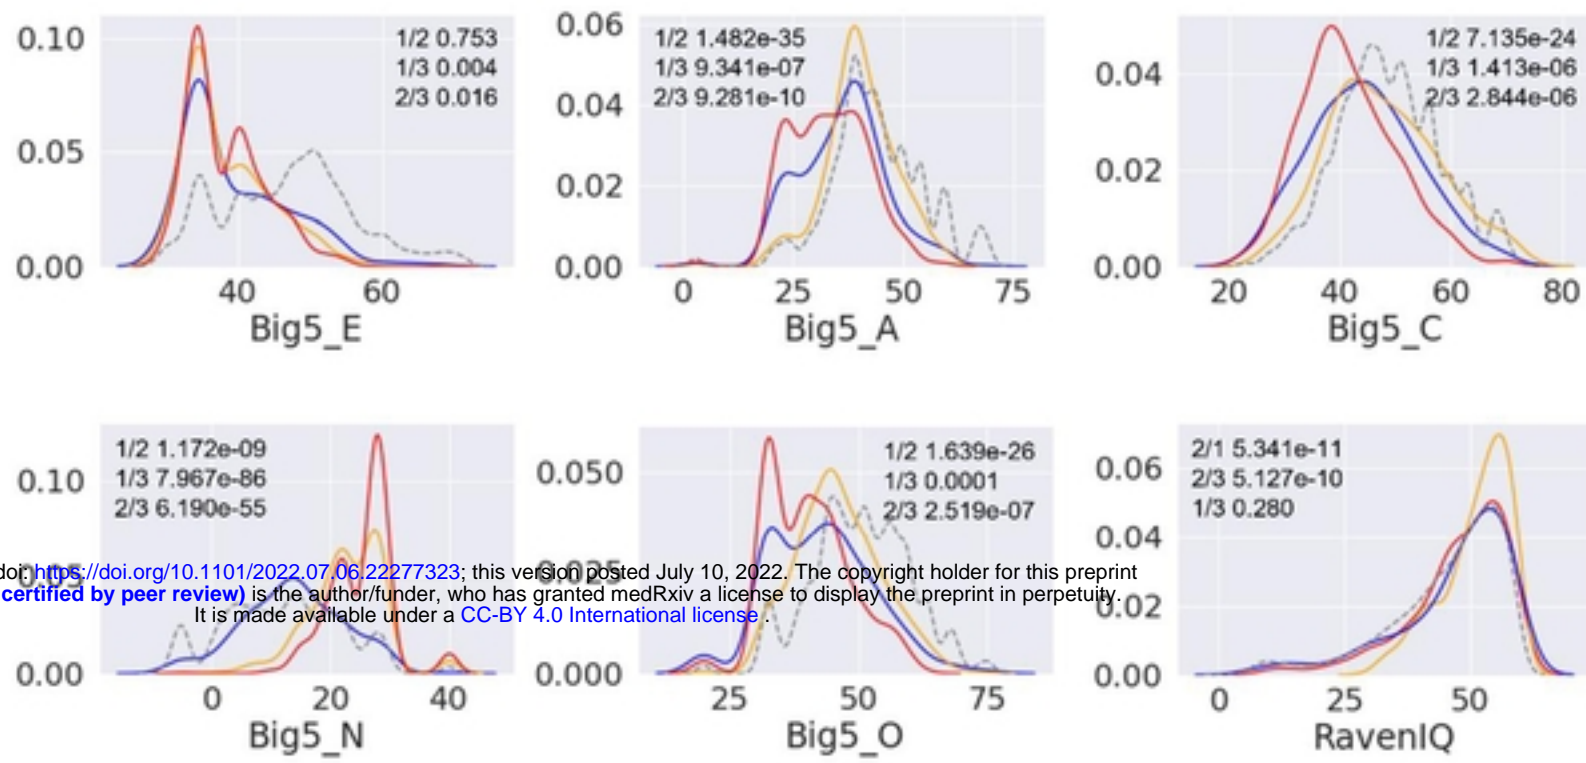 0.10
0.05
0.00
1/2 0.753
1/3 0.004
2/3 0.016
40 60
Big5_E
0.06
0.04
0.02
0.00
1/2 1.482e-35
1/3 9.341e-07
2/3 9.281e-10
0 25 50 75
Big5_A
0.04
0.02
0.00
1/2 7.135e-24
1/3 1.413e-06
2/3 2.844e-06
20 40 60 80
Big5_C
0.10
0.05
0.00
1/2 1.172e-09
1/3 7.967e-86
2/3 6.190e-55
0 20 40
Big5_N
0.050
0.025
0.000
1/2 1.639e-26
1/3 0.0001
2/3 2.519e-07
25 50 75
Big5_O
0.06
0.04
0.02
0.00
2/1 5.341e-11
2/3 5.127e-10
1/3 0.280
0 25 50
RavenIQ
doi: https://doi.org/10.1101/2022.07.06.22277323; this version posted July 10, 2022. The copyright holder for this preprint
certified by peer review) is the author/funder, who has granted medRxiv a license to display the preprint in perpetuity.
It is made available under a CC-BY 4.0 International license .